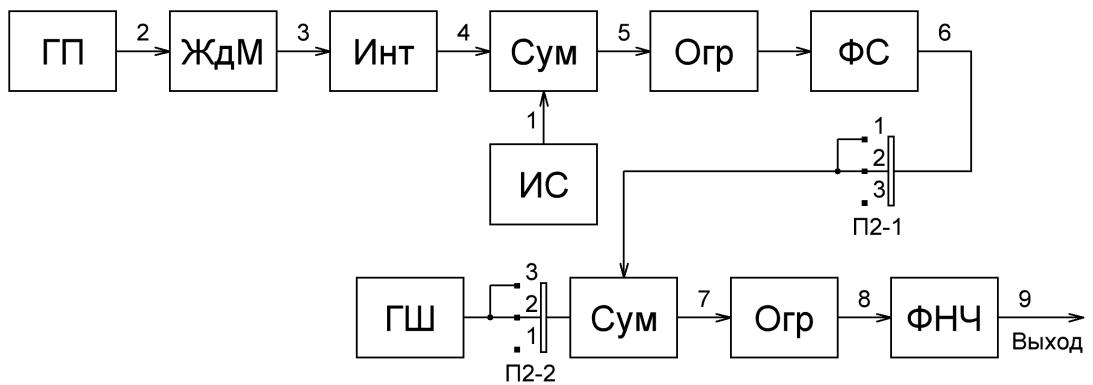 ГП 2 ЖдМ 3 Инт 4 Сум 5 Огр ФС 6
1
ИС
1
2
3
П2-1
ГШ
3
2
1
П2-2
Сум 7 Огр 8 ФНЧ 9
Выход